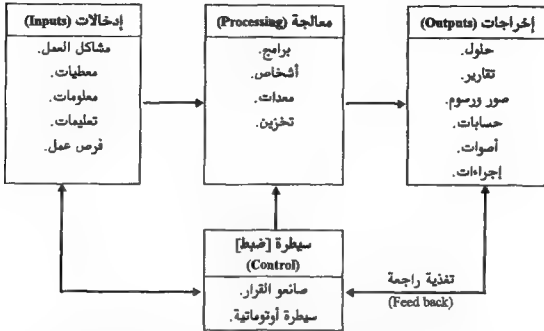 إدخالات (Inputs)
مشاكل العمل.
معطيات.
معلومات.
تعليمات.
فرص عمل.
معالجة (Processing)
برامج.
أشخاص.
معدات.
تخزين.
إخراجات (Outputs)
حلول.
تقارير.
صور ورسوم.
حسابات.
أصوات.
إجراءات.
سيطرة [ضبط]
(Control)
صانعو القرار.
سيطرة أوتوماتية.
تغذية راجعة
(Feed back)